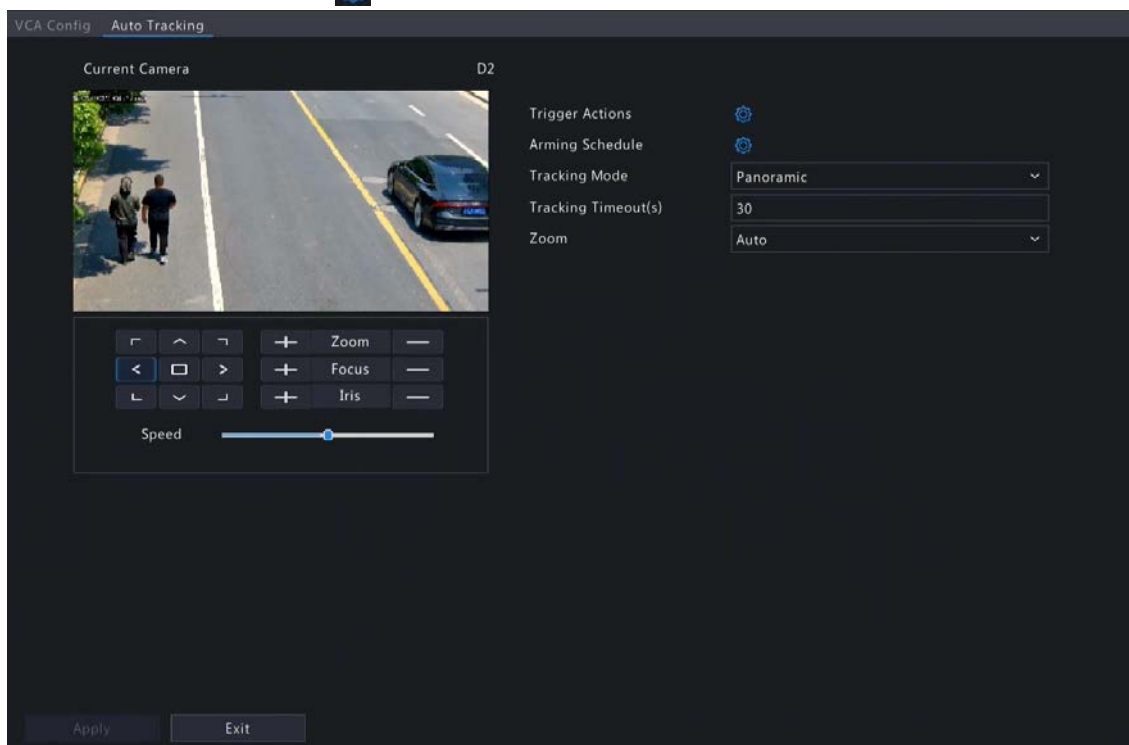 VCA Config Auto Tracking
Current Camera D2
Trigger Actions
Arming Schedule
Tracking Mode Panoramic
Tracking Timeout(s) 30
Zoom Auto
Zoom
Focus
Iris
Speed
Apply Exit